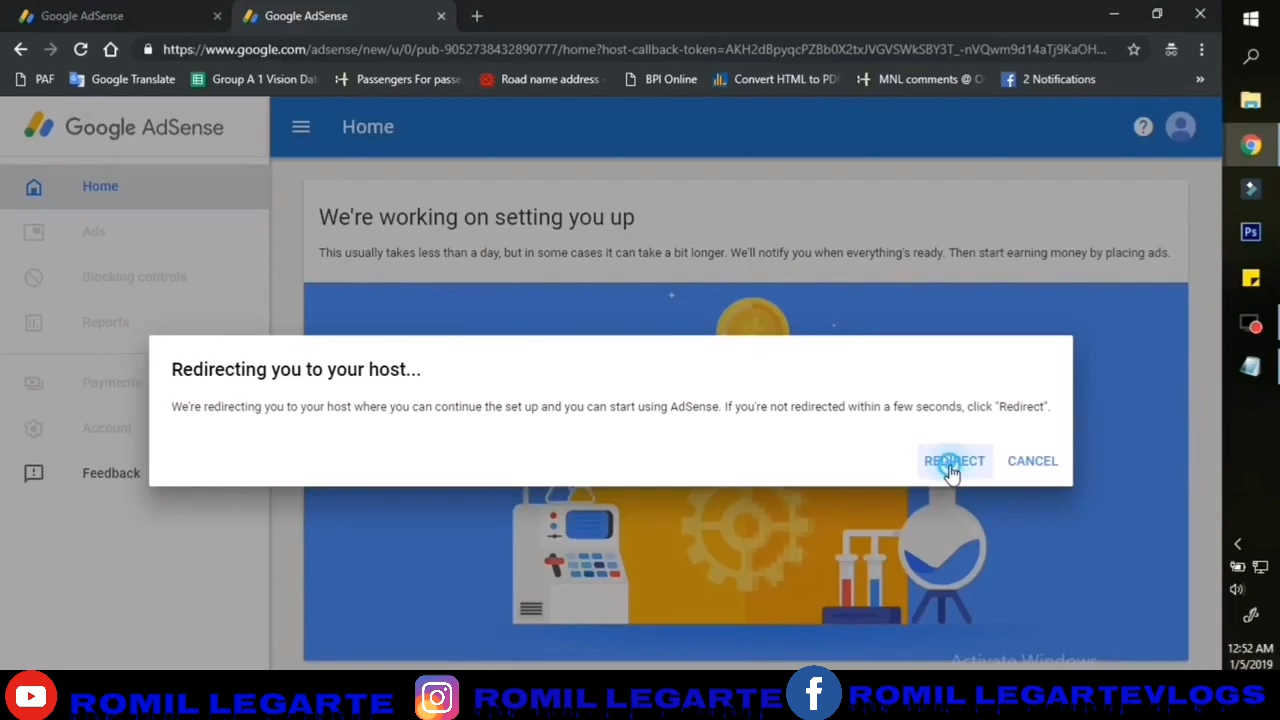 Google AdSense
Google AdSense
https://www.google.com/adsense/new/u/0/pub-9052738432890777/home?host-callback-token=AKH2dBpyqcPZBb0X2txJVGVSWkSBY3T_-nVQwm9d14aTj9KaOH...
PAF
Google Translate
Group A 1 Vision Dat
Passengers For passe
Road name address
BPI Online
Convert HTML to PDF
MNL comments @ O
2 Notifications
»
Google AdSense
Home
Home
Ads
Blocking controls
Reports
Payments
Account
Feedback
We're working on setting you up
This usually takes less than a day, but in some cases it can take a bit longer. We'll notify you when everything's ready. Then start earning money by placing ads.
Redirecting you to your host...
We're redirecting you to your host where you can continue the set up and you can start using AdSense. If you're not redirected within a few seconds, click "Redirect".
REDIRECT
CANCEL
Ps
Activate Windows
12:52 AM
1/5/2019
ROMIL LEGARTE
ROMIL LEGARTE
ROMIL LEGARTEVLOGS